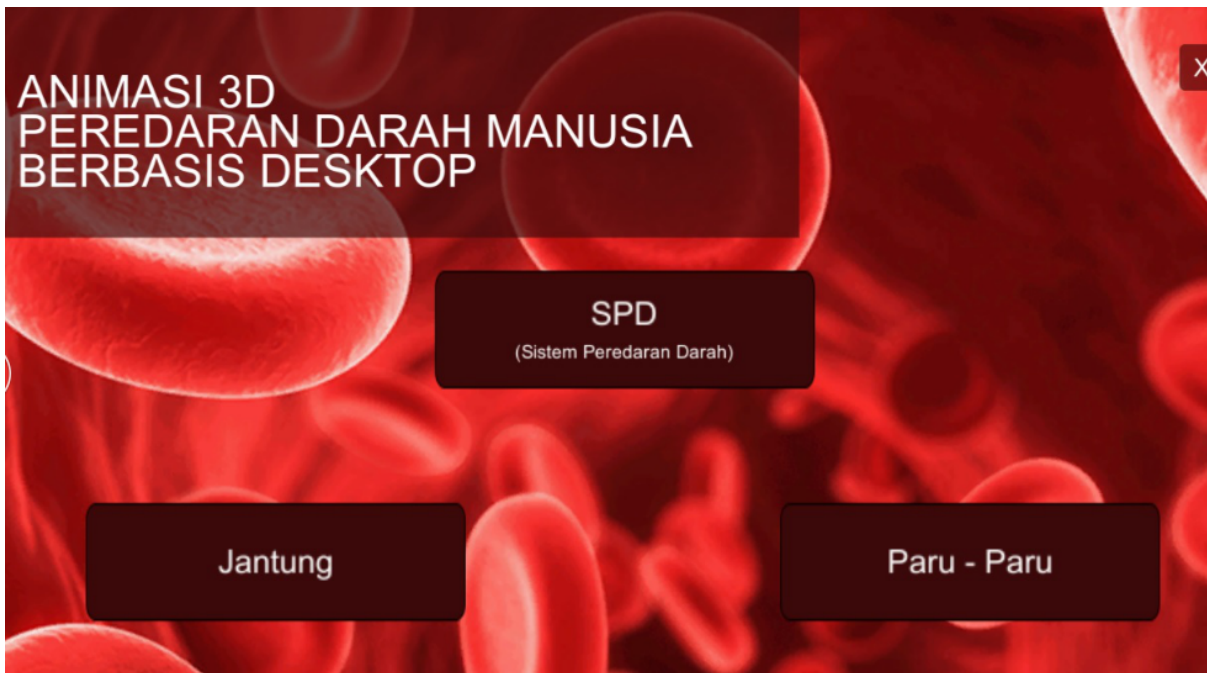 ANIMASI 3D
PEREDARAN DARAH MANUSIA
BERBASIS DESKTOP
X
SPD
(Sistem Peredaran Darah)
Jantung
Paru - Paru